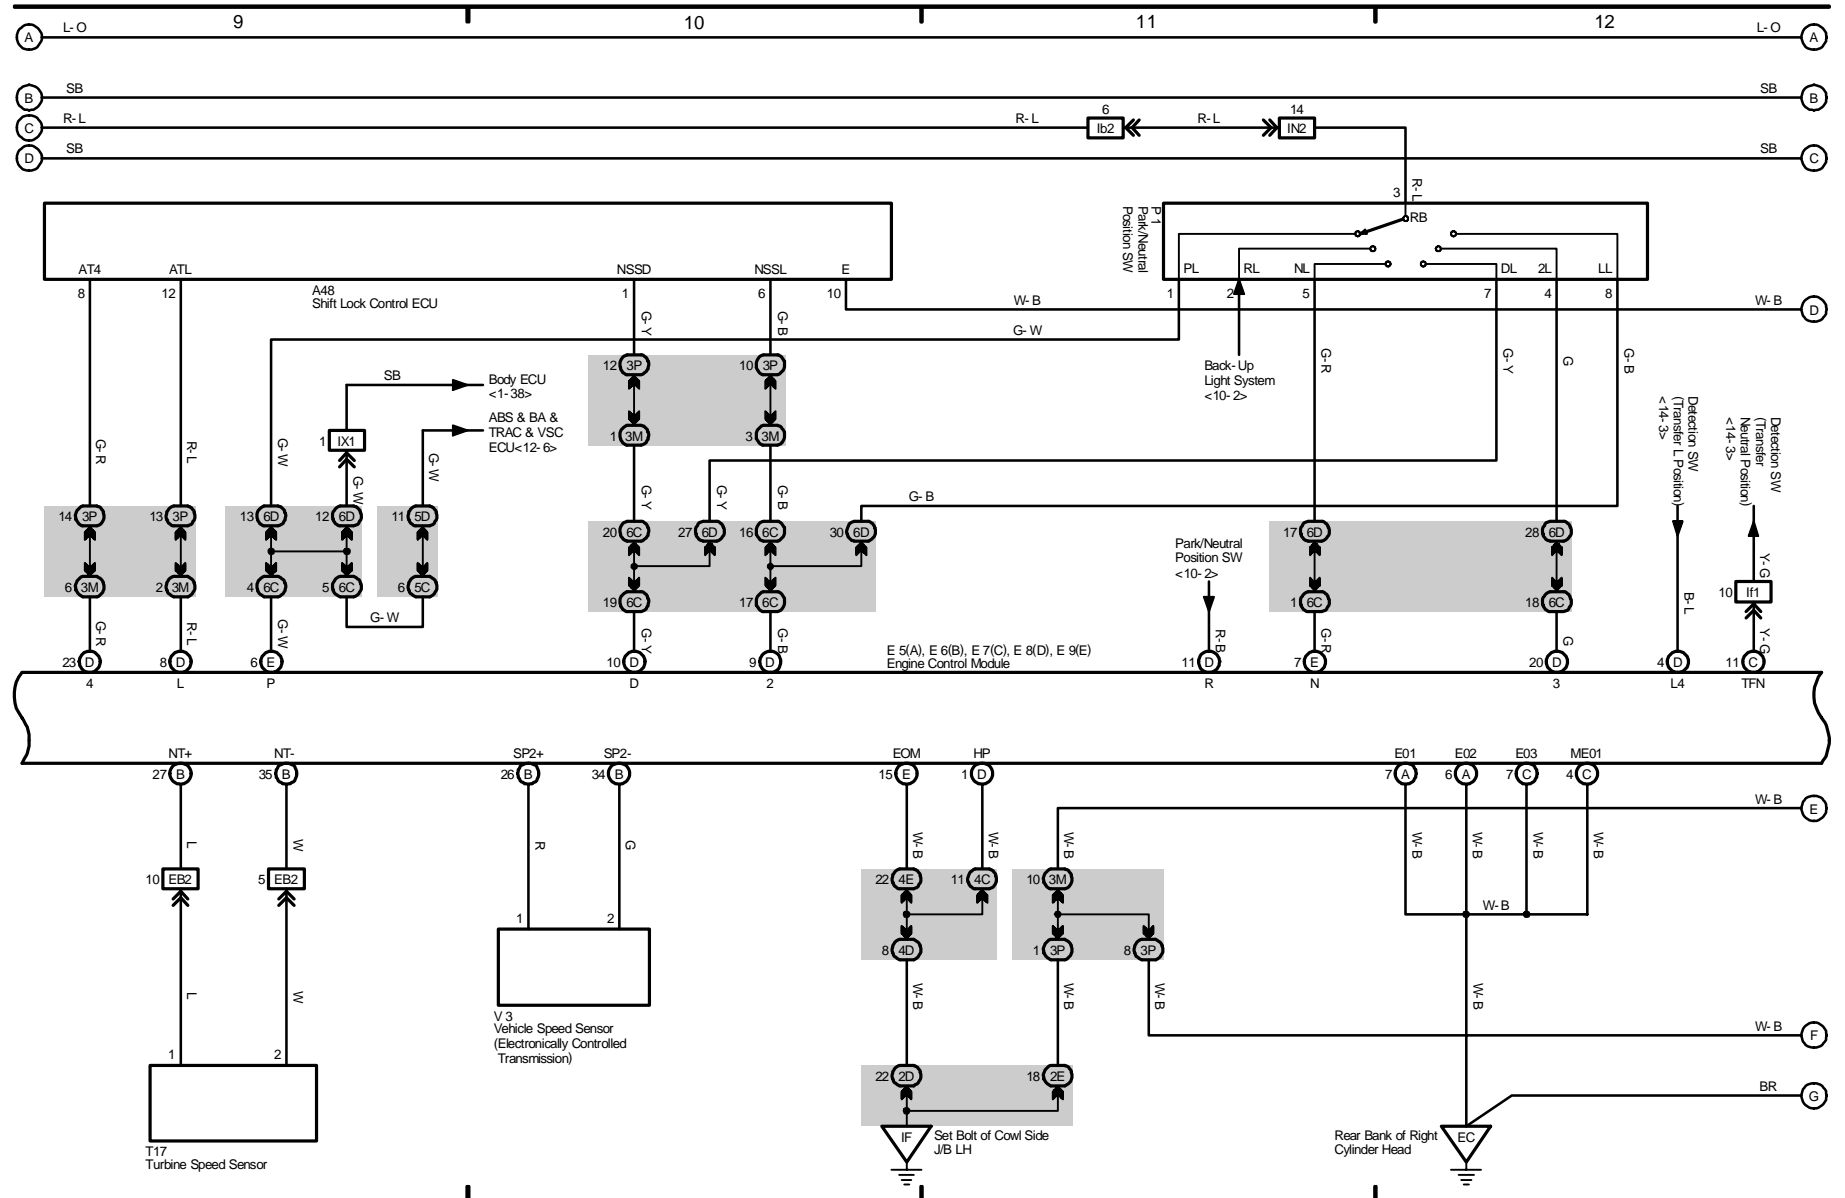 9 10 11 12
A L-O L-O A
B SB SB B
C R-L R-L 6 Ib2 R-L 14 IN2
D SB SB C
3 R-L
RB
P 1
Park/Neutral
Position SW
PL RL NL DL 2L LL
1 2 5 7 4 8
AT4 ATL NSSD NSSL E
8 12 1 6 10
A48
Shift Lock Control ECU
W-B W-B D
G-W
G-Y G-B
12 3P 10 3P
1 3M 3 3M
SB
Body ECU
<1-38>
ABS & BA &
TRAC & VSC
ECU<12-6>
1 IX1
G-R R-L G-W G-W G-W
Back-Up
Light System
<10-2>
G-R G-Y G G-B
Detection SW
(Transfer L Position)
<14-3>
Detection SW
(Transfer
Neutral Position)
<14-3>
G-Y G-Y G-B G-B
14 3P 13 3P 13 6D 12 6D 11 5D
20 6C 27 6D 16 6C 30 6D
17 6D 28 6D
Park/Neutral
Position SW
<10-2>
6 3M 2 3M 4 6C 5 6C 6 5C
19 6C 17 6C
1 6C 18 6C
B-L
Y-G
10 If1
G-W
G-R R-L G-W G-Y G-B R-B G-R G Y-G
E 5(A), E 6(B), E 7(C), E 8(D), E 9(E)
Engine Control Module
23 D 8 D 6 E 10 D 9 D 11 D 7 E 20 D 4 D 11 C
4 L P D 2 R N 3 L4 TFN
NT+ NT- SP2+ SP2- EOM HP E01 E02 E03 ME01
27 B 35 B 26 B 34 B 15 E 1 D 7 A 6 A 7 C 4 C
W-B E
L W R G W-B W-B W-B W-B W-B W-B W-B
10 EB2 5 EB2
22 4E 11 4C 10 3M
W-B
1 2
8 4D 1 3P 8 3P
L W W-B W-B W-B W-B
V 3
Vehicle Speed Sensor
(Electronically Controlled
Transmission)
W-B F
1 2
22 2D 18 2E
BR G
IF
Set Bolt of Cowl Side
J/B LH
Rear Bank of Right
Cylinder Head
EC
T17
Turbine Speed Sensor